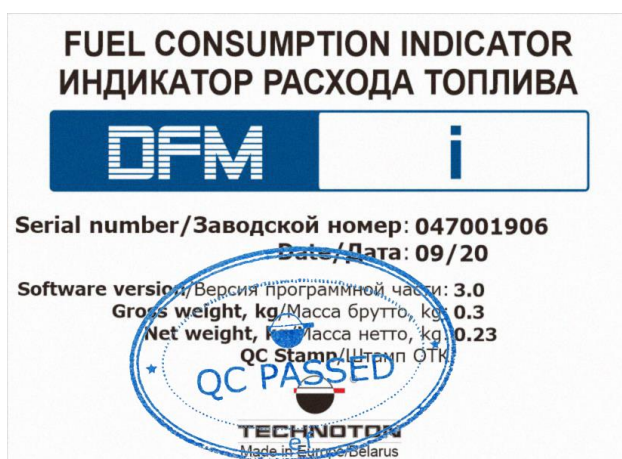 FUEL CONSUMPTION INDICATOR
ИНДИКАТОР РАСХОДА ТОПЛИВА
DFM i
Serial number/Заводской номер: 047001906
Date/Дата: 09/20
Software version/Версия программной части: 3.0
Gross weight, kg/Масса брутто, kg: 0.3
Net weight, kg/Масса нетто, kg: 0.23
QC Stamp/Штамп ОТК
QC PASSED
TECHNOTON
Made in Europe/Belarus